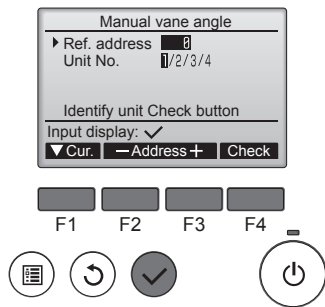 Manual vane angle
Ref. address 0
Unit No. 1/2/3/4
Identify unit Check button
Input display: ✓
▼Cur. －Address＋ Check
F1 F2 F3 F4